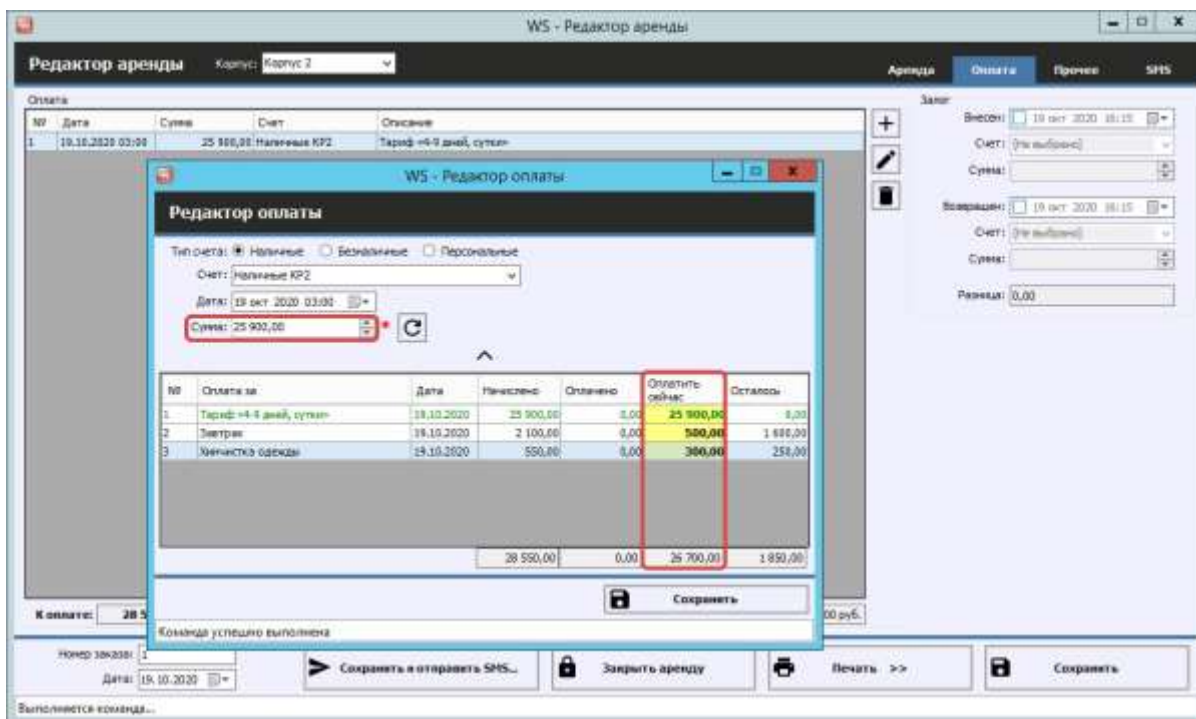 WS - Редактор аренды
Редактор аренды Корпус: Корпус 2
Аренда Оплата Прочее SMS
Оплата
№ Дата Сумма Счет Описание
1 19.10.2020 03:00 25 900,00 Наличные КР2 Тариф «4-9 дней, сутки»
Залог
Внесен: 19 окт 2020 16:15
Счет: (Не выбрано)
Сумма:
Возвращен: 19 окт 2020 16:15
Счет: (Не выбрано)
Сумма:
Разница: 0,00
WS - Редактор оплаты
Редактор оплаты
Тип счета: Наличные Безналичные Персональные
Счет: Наличные КР2
Дата: 19 окт 2020 03:00
Сумма: 25 900,00 *
№ Оплата за Дата Начислено Оплачено Оплатить сейчас Осталось
1 Тариф «4-9 дней, сутки» 19.10.2020 25 900,00 0,00 25 900,00 0,00
2 Завтрак 19.10.2020 2 100,00 0,00 500,00 1 600,00
3 Химчистка одежды 19.10.2020 550,00 0,00 300,00 250,00
28 550,00 0,00 26 700,00 1 850,00
Сохранить
Команда успешно выполнена
К оплате: 28 5
00 руб.
Номер заказа: 1
Дата: 19.10.2020
Сохранить и отправить SMS... Закрыть аренду Печать >> Сохранить
Выполняется команда...